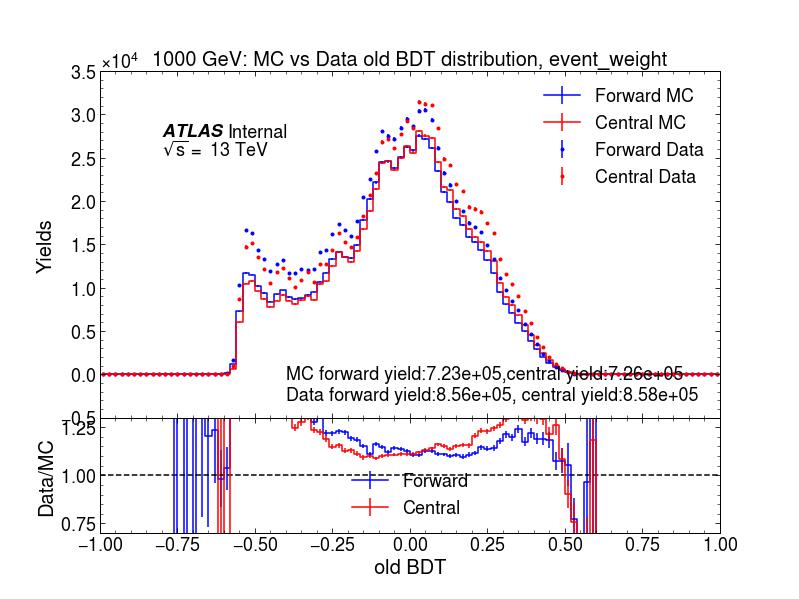 ×10⁴ 1000 GeV: MC vs Data old BDT distribution, event_weight
3.5
3.0
2.5
2.0
1.5
1.0
0.5
0.0
0.5
Yields
ATLAS Internal
√s = 13 TeV
Forward MC
Central MC
Forward Data
Central Data
MC forward yield:7.23e+05,central yield:7.26e+05
Data forward yield:8.56e+05, central yield:8.58e+05
1.25
1.00
0.75
Data/MC
Forward
Central
−1.00 −0.75 −0.50 −0.25 0.00 0.25 0.50 0.75 1.00
old BDT